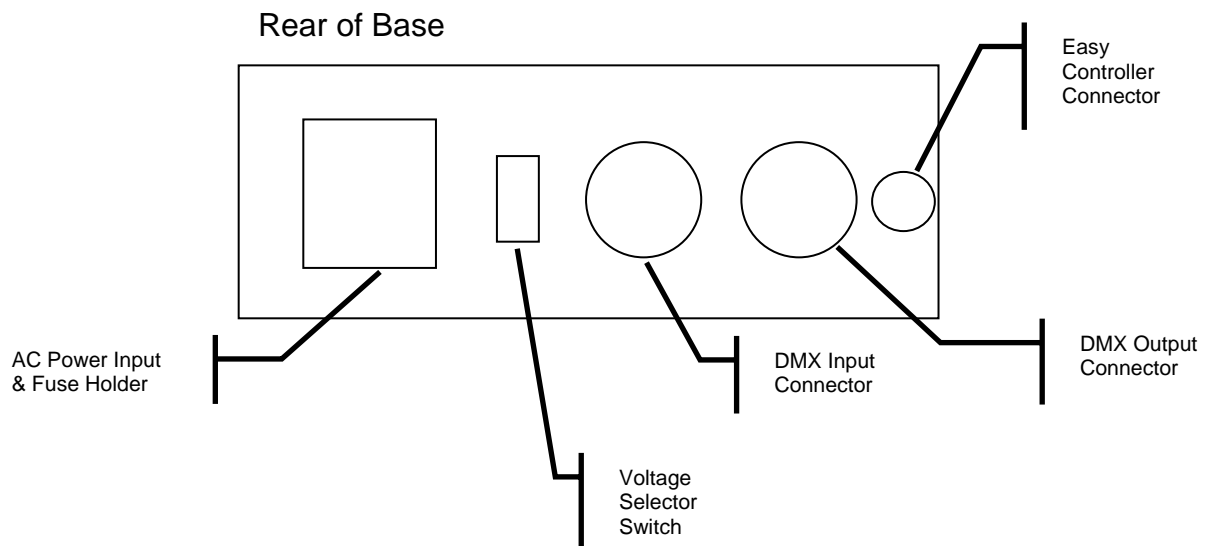 Rear of Base
Easy
Controller
Connector
AC Power Input
& Fuse Holder
Voltage
Selector
Switch
DMX Input
Connector
DMX Output
Connector